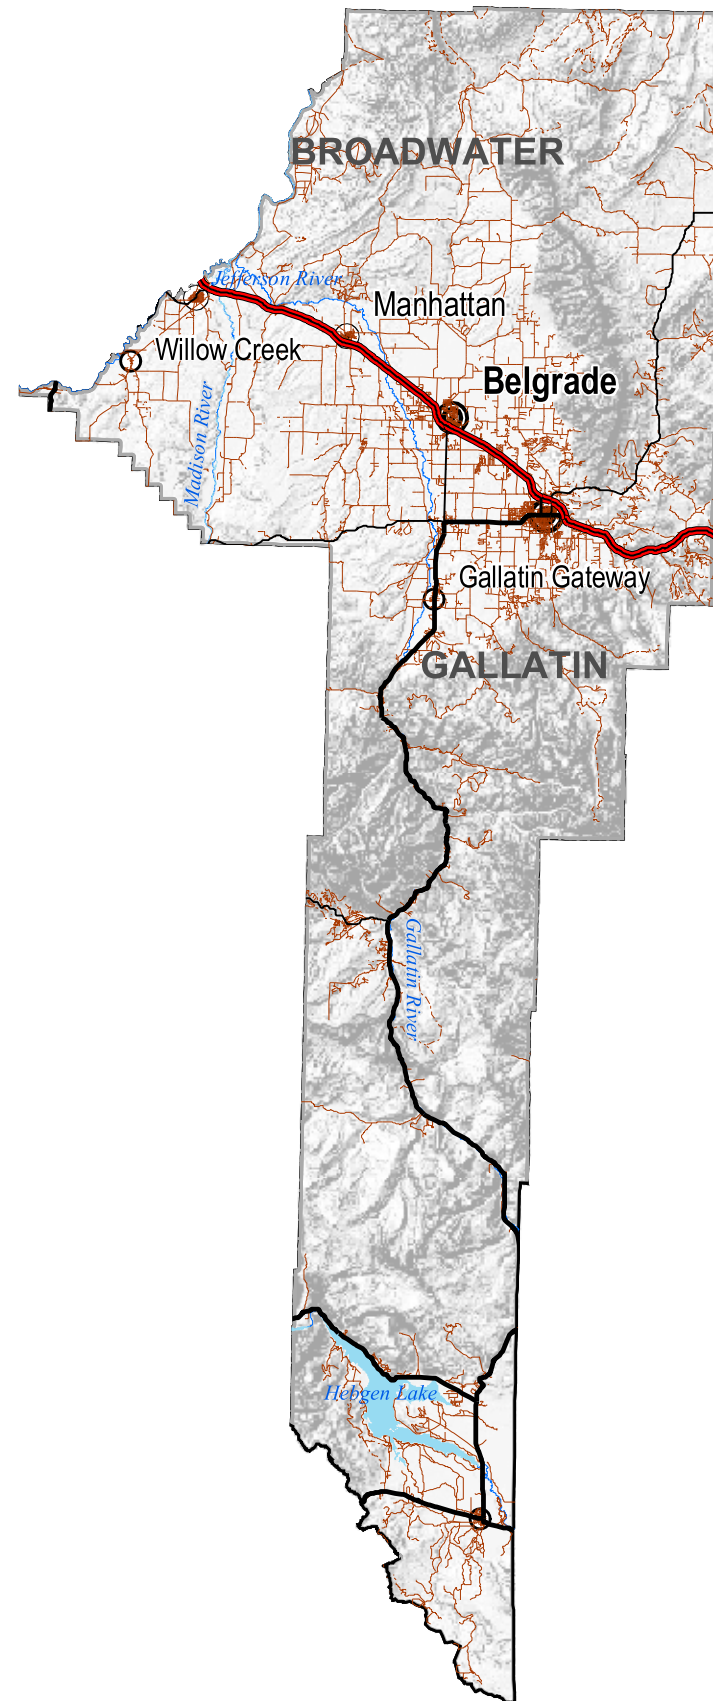 BROADWATER
Jefferson River
Manhattan
Willow Creek
Belgrade
Madison River
Gallatin Gateway
GALLATIN
Gallatin River
Hebgen Lake